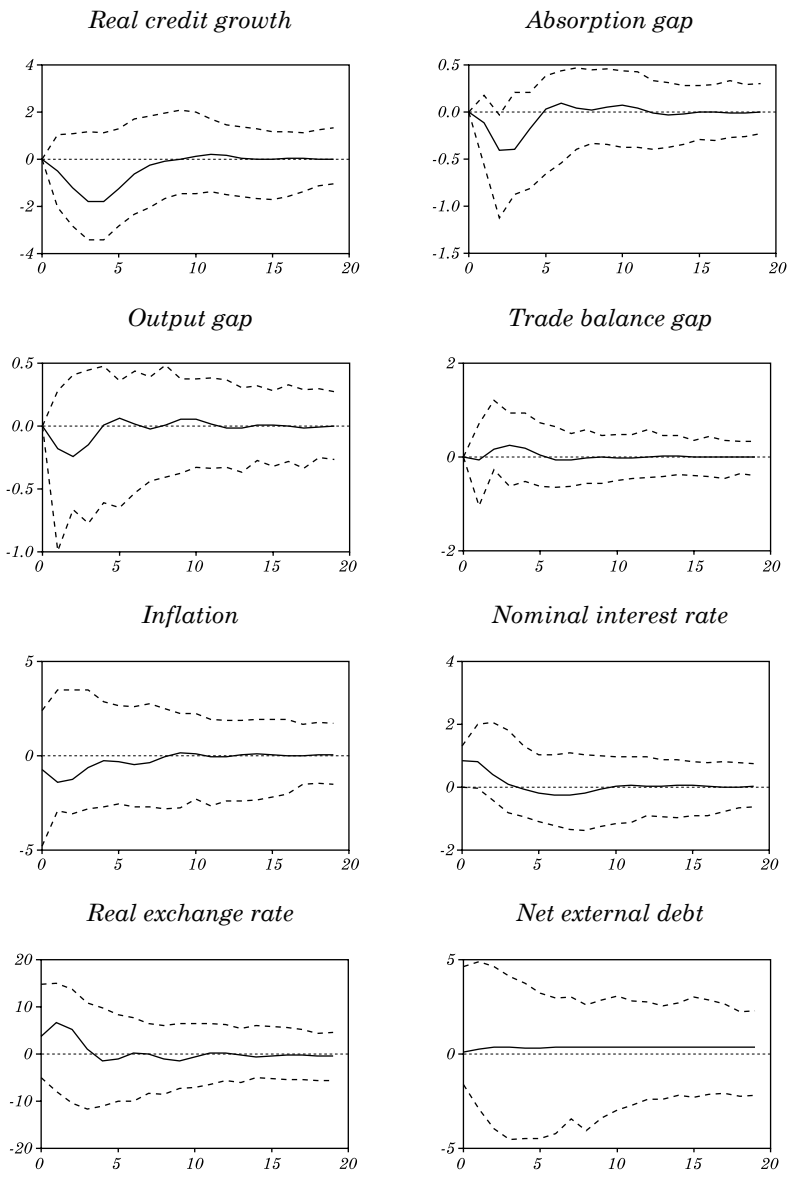 Real credit growth
4
2
0
-2
-4
0 5 10 15 20
Absorption gap
0.5
0.0
-0.5
-1.0
-1.5
0 5 10 15 20
Output gap
0.5
0.0
-0.5
-1.0
0 5 10 15 20
Trade balance gap
2
0
-2
0 5 10 15 20
Inflation
5
0
-5
0 5 10 15 20
Nominal interest rate
4
2
0
-2
0 5 10 15 20
Real exchange rate
20
10
0
-10
-20
0 5 10 15 20
Net external debt
5
0
-5
0 5 10 15 20